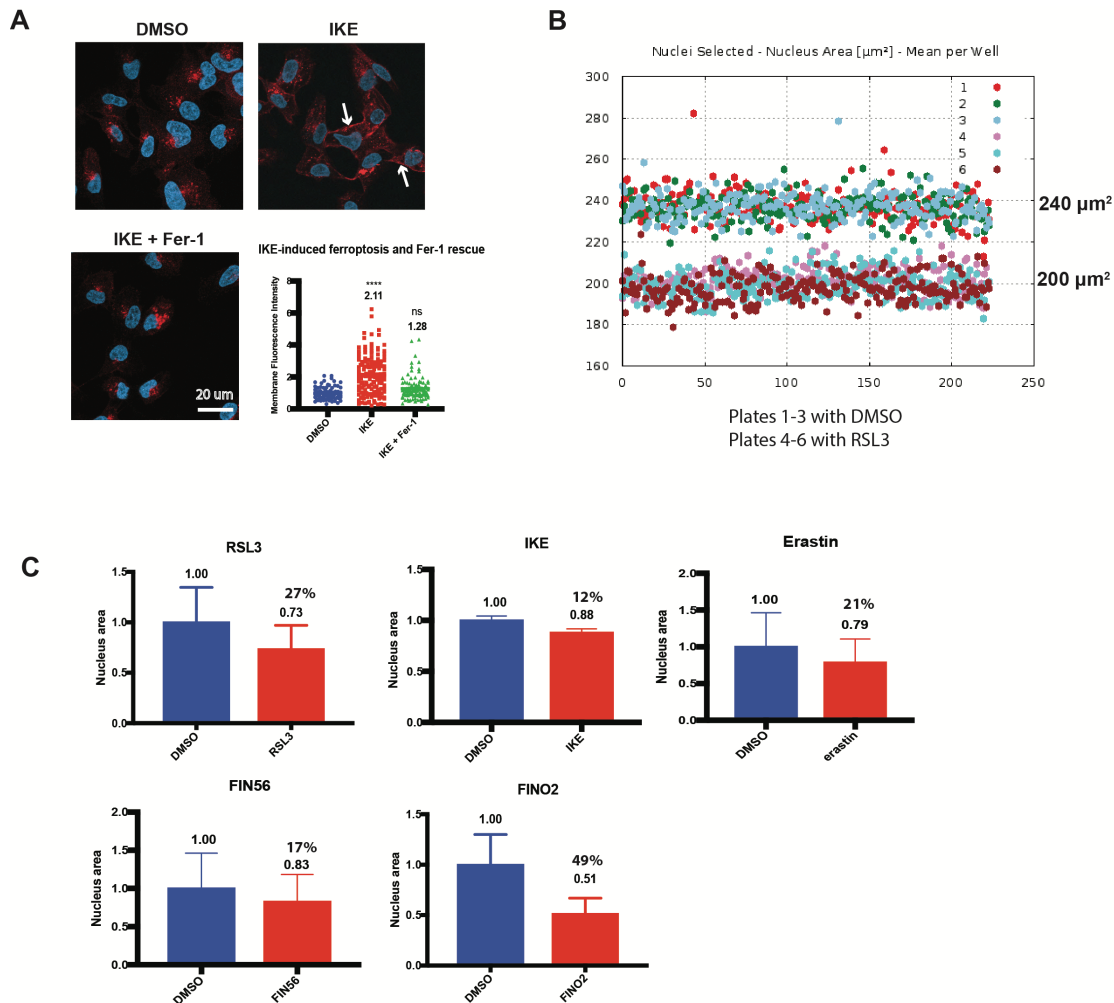 A
DMSO
IKE
IKE + Fer-1
20 um
IKE-induced ferroptosis and Fer-1 rescue
Membrane Fluorescence Intensity
8
6
4
2
0
****
2.11
ns
1.28
DMSO
IKE
IKE + Fer-1
B
Nuclei Selected - Nucleus Area [µm²] - Mean per Well
300
280
260
240
220
200
180
160
0
50
100
150
200
250
1
2
3
4
5
6
240 µm²
200 µm²
Plates 1-3 with DMSO
Plates 4-6 with RSL3
C
RSL3
Nucleus area
1.5
1.0
0.5
0.0
1.00
27%
0.73
DMSO
RSL3
IKE
Nucleus area
1.5
1.0
0.5
0.0
1.00
12%
0.88
DMSO
IKE
Erastin
Nucleus area
2.0
1.5
1.0
0.5
0.0
1.00
21%
0.79
DMSO
erastin
FIN56
Nucleus area
2.0
1.5
1.0
0.5
0.0
1.00
17%
0.83
DMSO
FIN56
FINO2
Nucleus area
1.5
1.0
0.5
0.0
1.00
49%
0.51
DMSO
FINO2